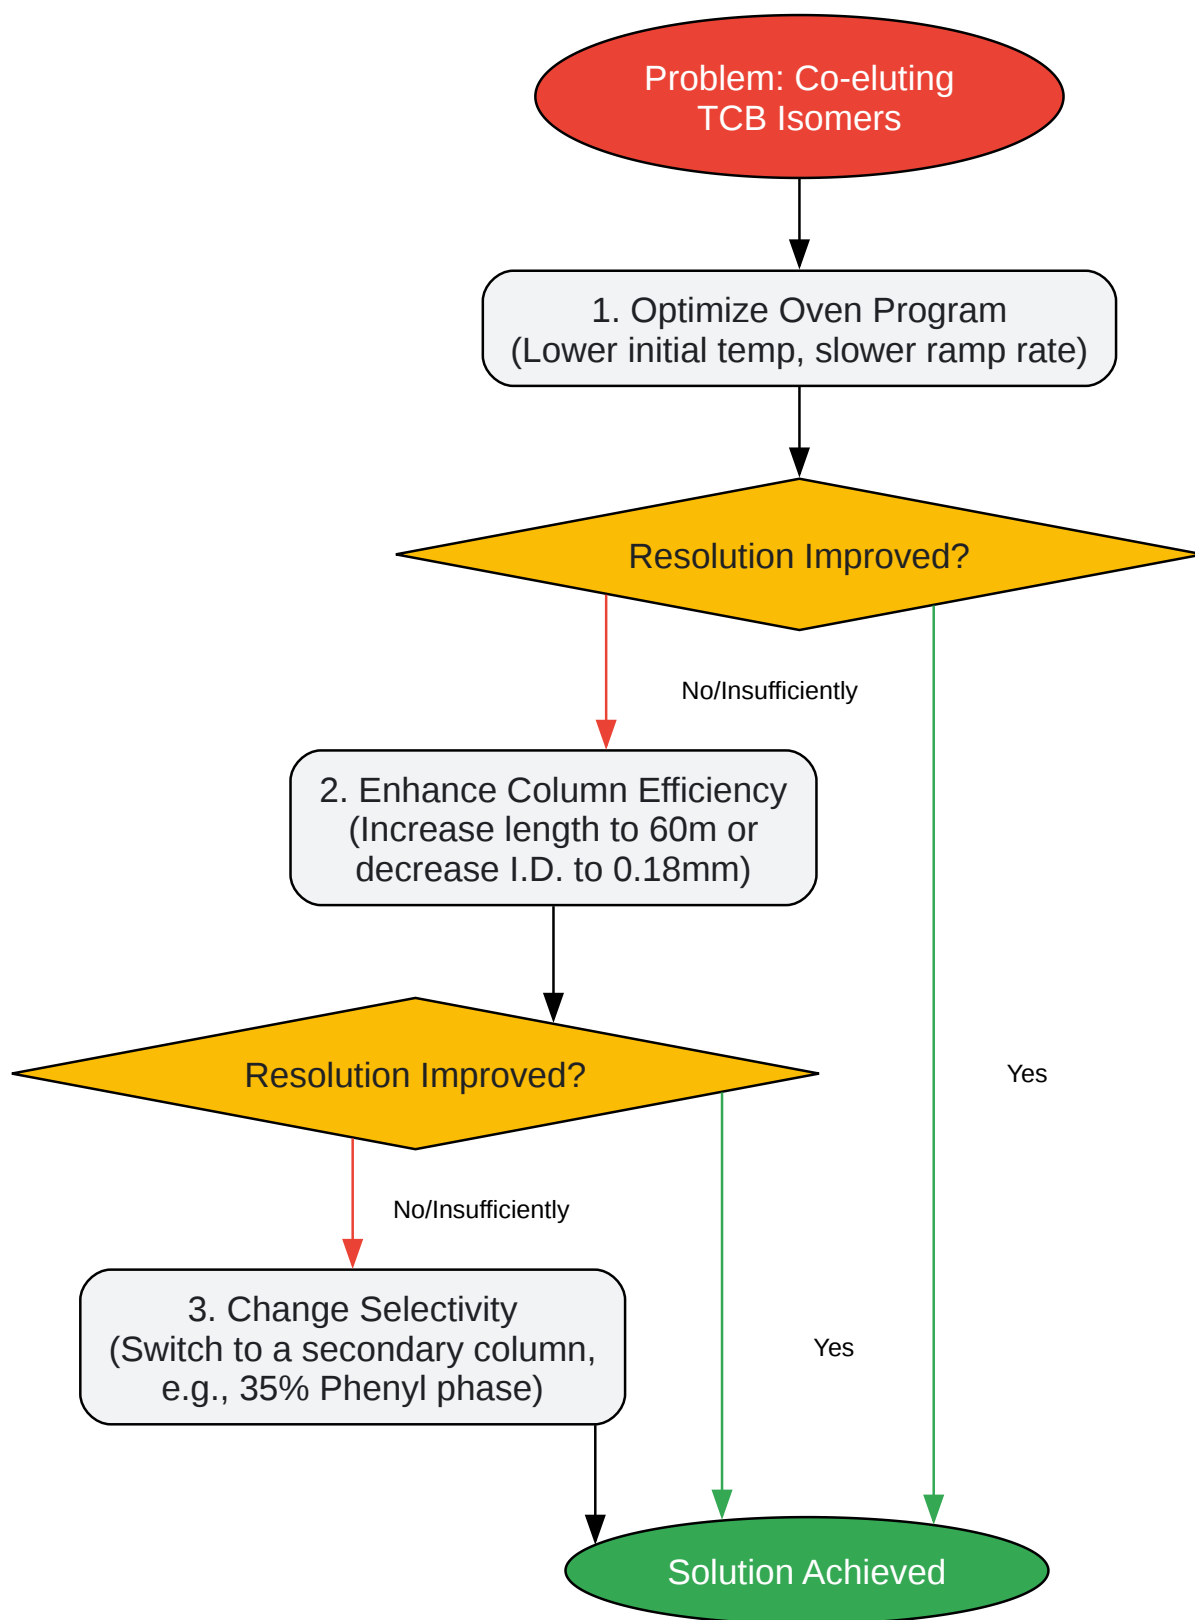 Problem: Co-eluting
TCB Isomers
1. Optimize Oven Program
(Lower initial temp, slower ramp rate)
Resolution Improved?
No/Insufficiently
2. Enhance Column Efficiency
(Increase length to 60m or
decrease I.D. to 0.18mm)
Resolution Improved?
Yes
No/Insufficiently
3. Change Selectivity
(Switch to a secondary column,
e.g., 35% Phenyl phase)
Yes
Solution Achieved